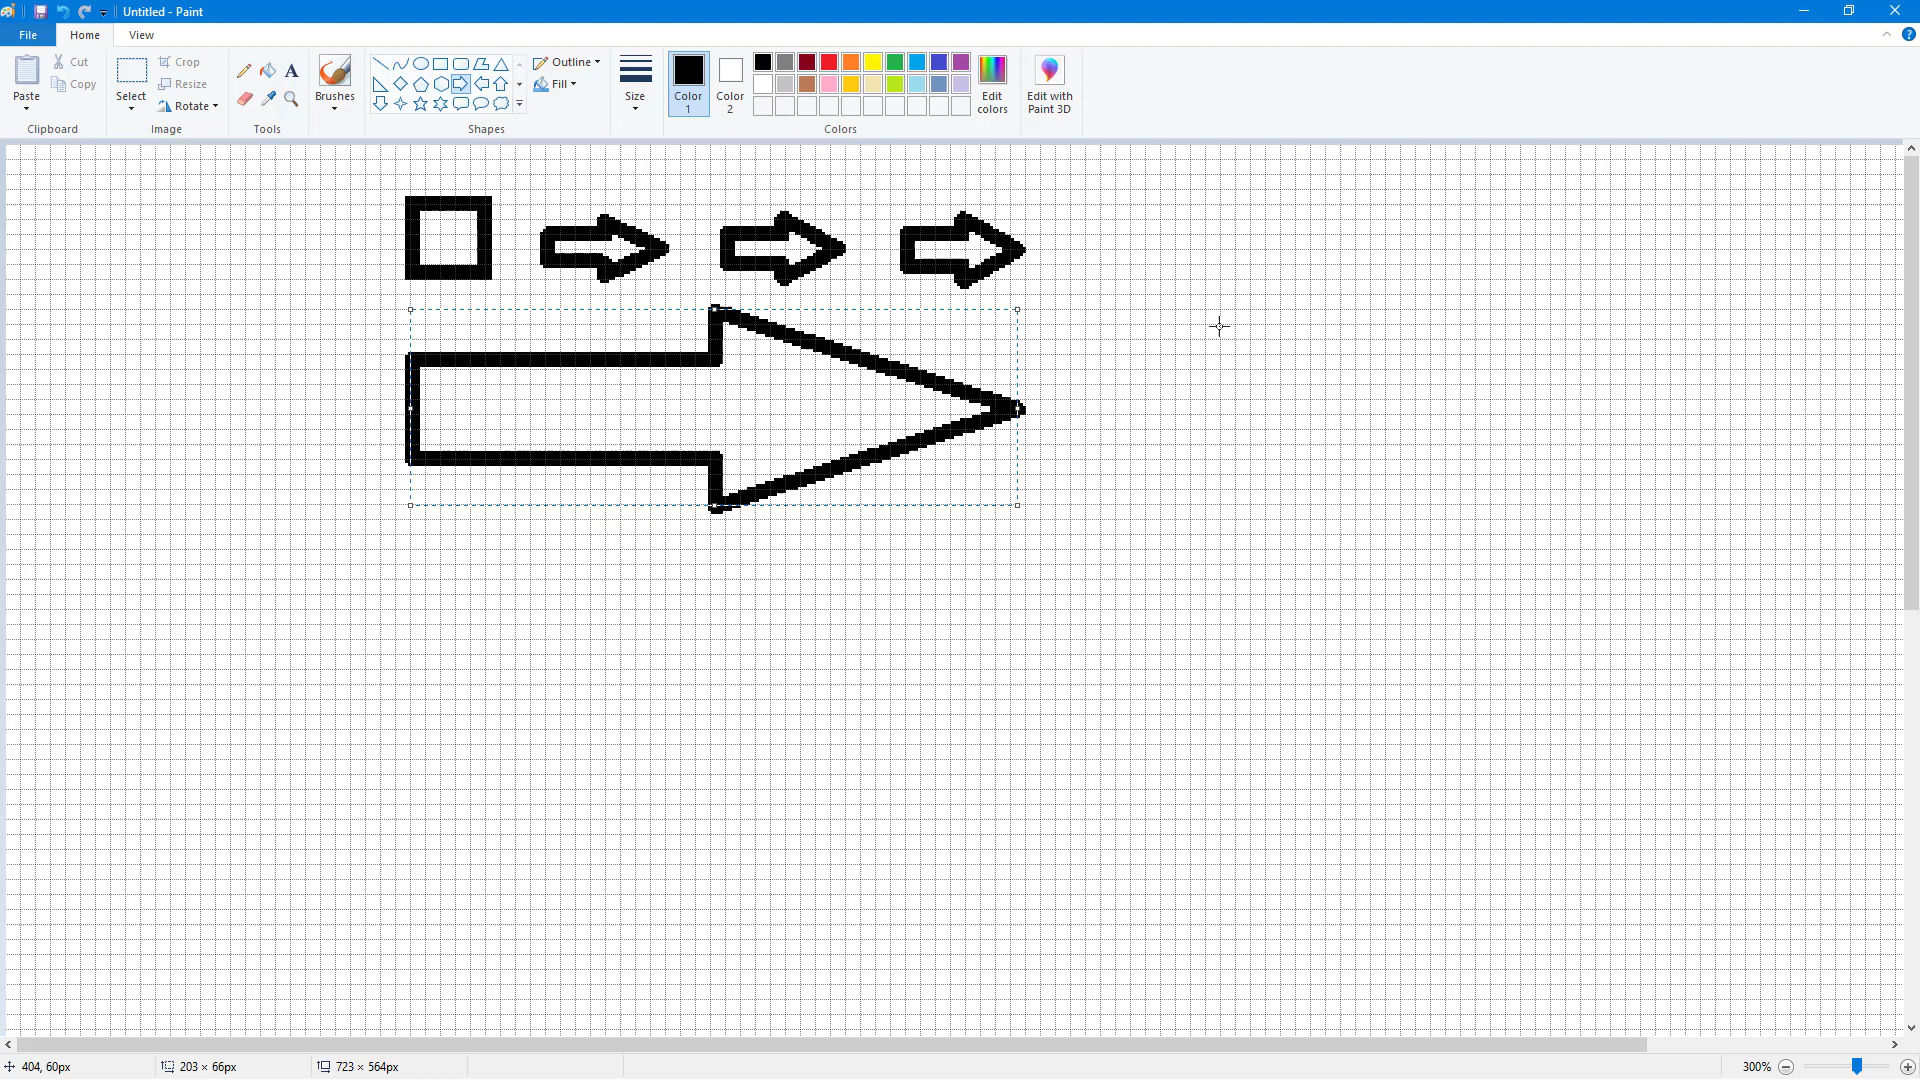 Untitled - Paint
File Home View
Cut
Copy
Paste
Clipboard
Crop
Resize
Rotate
Select
Image
A
Tools
Brushes
Outline
Fill
Shapes
Size
Color 1
Color 2
Colors
Edit colors
Edit with Paint 3D
?
404, 60px
203 × 66px
723 × 564px
300%